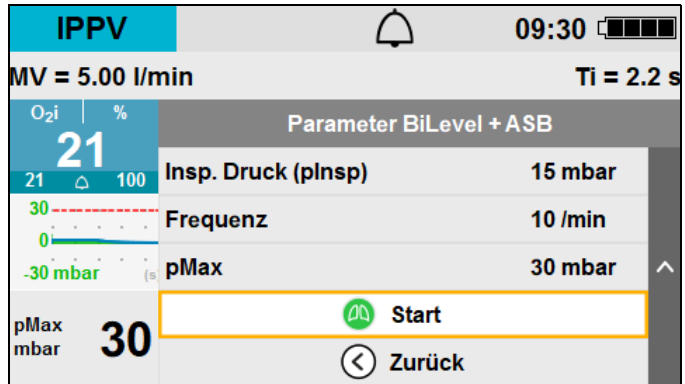 IPPV
09:30
MV = 5.00 l/min
Ti = 2.2 s
O2i %
21
21 100
30
0
-30 mbar (s)
pMax
mbar
30
Parameter BiLevel + ASB
Insp. Druck (pInsp) 15 mbar
Frequenz 10 /min
pMax 30 mbar
Start
Zurück